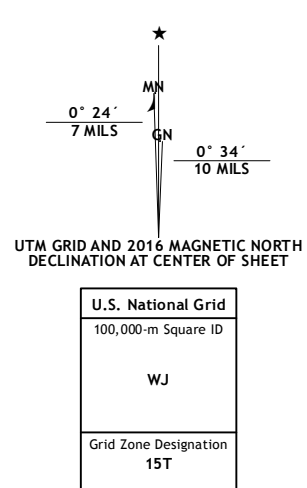 ★
MN
0° 24´
7 MILS
GN
0° 34´
10 MILS
UTM GRID AND 2016 MAGNETIC NORTH
DECLINATION AT CENTER OF SHEET
U.S. National Grid
100,000-m Square ID
WJ
Grid Zone Designation
15T